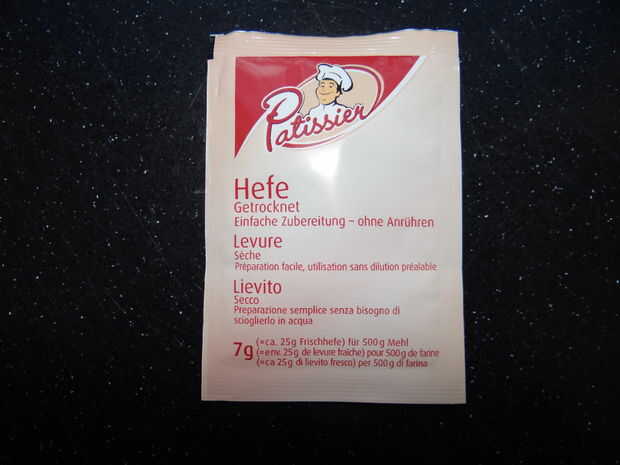 Patissier
Hefe
Getrocknet
Einfache Zubereitung – ohne Anrühren
Levure
Sèche
Préparation facile, utilisation sans dilution préalable
Lievito
Secco
Preparazione semplice senza bisogno di
scioglierlo in acqua
7g (=ca. 25g Frischhefe) für 500g Mehl
(=env. 25g de levure fraîche) pour 500g de farine
(=ca 25g di lievito fresco) per 500g di farina